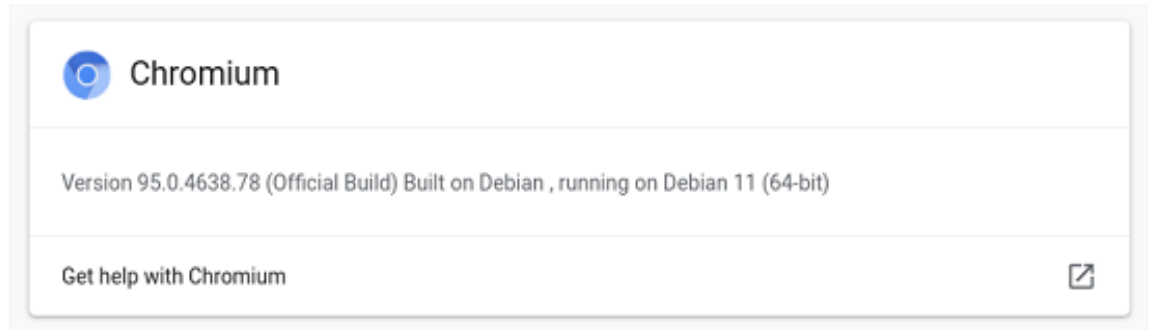 Chromium
Version 95.0.4638.78 (Official Build) Built on Debian , running on Debian 11 (64-bit)
Get help with Chromium